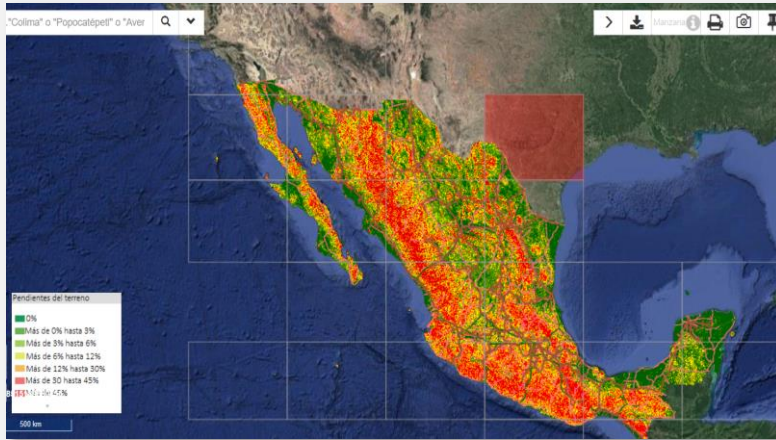 ."Colima" o "Popocatépetl" o "Aver
Manzana
Pendientes del terreno
0%
Más de 0% hasta 3%
Más de 3% hasta 6%
Más de 6% hasta 12%
Más de 12% hasta 30%
Más de 30 hasta 45%
Más de 45%
500 km